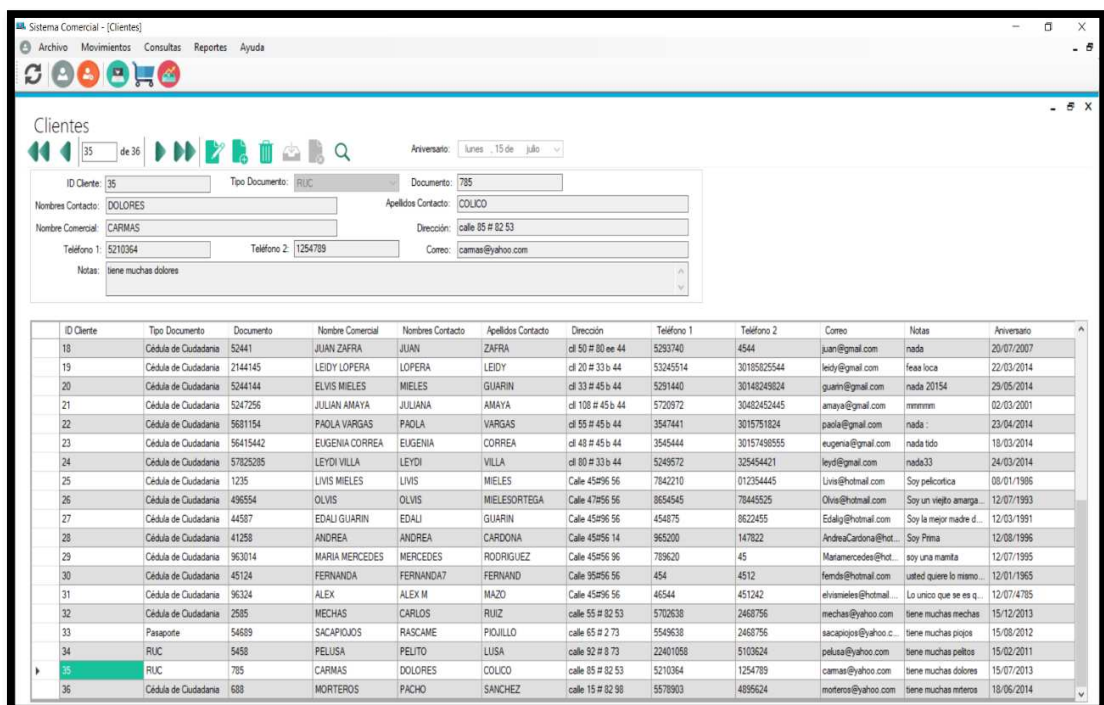 Sistema Comercial - [Clientes]
Archivo Movimientos Consultas Reportes Ayuda
Clientes
35 de 36 Aniversario: lunes , 15 de julio
ID Cliente: 35 Tipo Documento: RUC Documento: 785
Nombres Contacto: DOLORES Apellidos Contacto: COLICO
Nombre Comercial: CARMAS Dirección: calle 85 # 82 53
Teléfono 1: 5210364 Teléfono 2: 1254789 Correo: carmas@yahoo.com
Notas: tiene muchas dolores
ID Cliente Tipo Documento Documento Nombre Comercial Nombres Contacto Apellidos Contacto Dirección Teléfono 1 Teléfono 2 Correo Notas Aniversario
18 Cédula de Ciudadania 52441 JUAN ZAFRA JUAN ZAFRA cll 50 # 80 ee 44 5293740 4544 juan@gmail.com nada 20/07/2007
19 Cédula de Ciudadania 2144145 LEIDY LOPERA LOPERA LEIDY cll 20 # 33 b 44 53245514 30185825544 leidy@gmail.com feaa loca 22/03/2014
20 Cédula de Ciudadania 5244144 ELVIS MIELES MIELES GUARIN cll 33 # 45 b 44 5291440 30148249824 guarin@gmail.com nada 20154 29/05/2014
21 Cédula de Ciudadania 5247256 JULIAN AMAYA JULIANA AMAYA cll 108 # 45 b 44 5720972 30482452445 amaya@gmail.com mmmmm 02/03/2001
22 Cédula de Ciudadania 5681154 PAOLA VARGAS PAOLA VARGAS cll 55 # 45 b 44 3547441 3015751824 paola@gmail.com nada : 23/04/2014
23 Cédula de Ciudadania 56415442 EUGENIA CORREA EUGENIA CORREA cll 48 # 45 b 44 3545444 30157498555 eugenia@gmail.com nada tido 18/03/2014
24 Cédula de Ciudadania 57825285 LEYDI VILLA LEYDI VILLA cll 80 # 33 b 44 5249572 325454421 leyd@gmail.com nada33 24/03/2014
25 Cédula de Ciudadania 1235 LIVIS MIELES LIVIS MIELES Calle 45#96 56 7842210 012354445 Livis@hotmail.com Soy pelicortica 08/01/1986
26 Cédula de Ciudadania 496554 OLVIS OLVIS MIELESORTEGA Calle 47#56 56 8654545 78445525 Olvis@hotmail.com Soy un viejito amarga... 12/07/1993
27 Cédula de Ciudadania 44587 EDALI GUARIN EDALI GUARIN Calle 45#96 56 454875 8622455 Edalig@hotmail.com Soy la mejor madre d... 12/03/1991
28 Cédula de Ciudadania 41258 ANDREA ANDREA CARDONA Calle 45#56 14 965200 147822 AndreaCardona@hot... Soy Prima 12/08/1996
29 Cédula de Ciudadania 963014 MARIA MERCEDES MERCEDES RODRIGUEZ Calle 45#56 96 789620 45 Mariamercedes@hot... soy una mamita 12/07/1995
30 Cédula de Ciudadania 45124 FERNANDA FERNANDA7 FERNAND Calle 95#56 56 454 4512 fernds@hotmail.com usted quiere lo mismo... 12/01/1965
31 Cédula de Ciudadania 96324 ALEX ALEX M MAZO Calle 45#96 56 46544 451242 elvismieles@hotmail.... Lo unico que se es q... 12/07/4785
32 Cédula de Ciudadania 2585 MECHAS CARLOS RUIZ calle 55 # 82 53 5702638 2468756 mechas@yahoo.com tiene muchas mechas 15/12/2013
33 Pasaporte 54689 SACAPIOJOS RASCAME PIOJILLO calle 65 # 2 73 5549638 2468756 sacapiojos@yahoo.c... tiene muchas piojos 15/08/2012
34 RUC 5458 PELUSA PELITO LUSA calle 92 # 8 73 22401058 5103624 pelusa@yahoo.com tiene muchas pelitos 15/02/2011
35 RUC 785 CARMAS DOLORES COLICO calle 85 # 82 53 5210364 1254789 carmas@yahoo.com tiene muchas dolores 15/07/2013
36 Cédula de Ciudadania 688 MORTEROS PACHO SANCHEZ calle 15 # 82 98 5578903 4895624 morteros@yahoo.com tiene muchas mrteros 18/06/2014